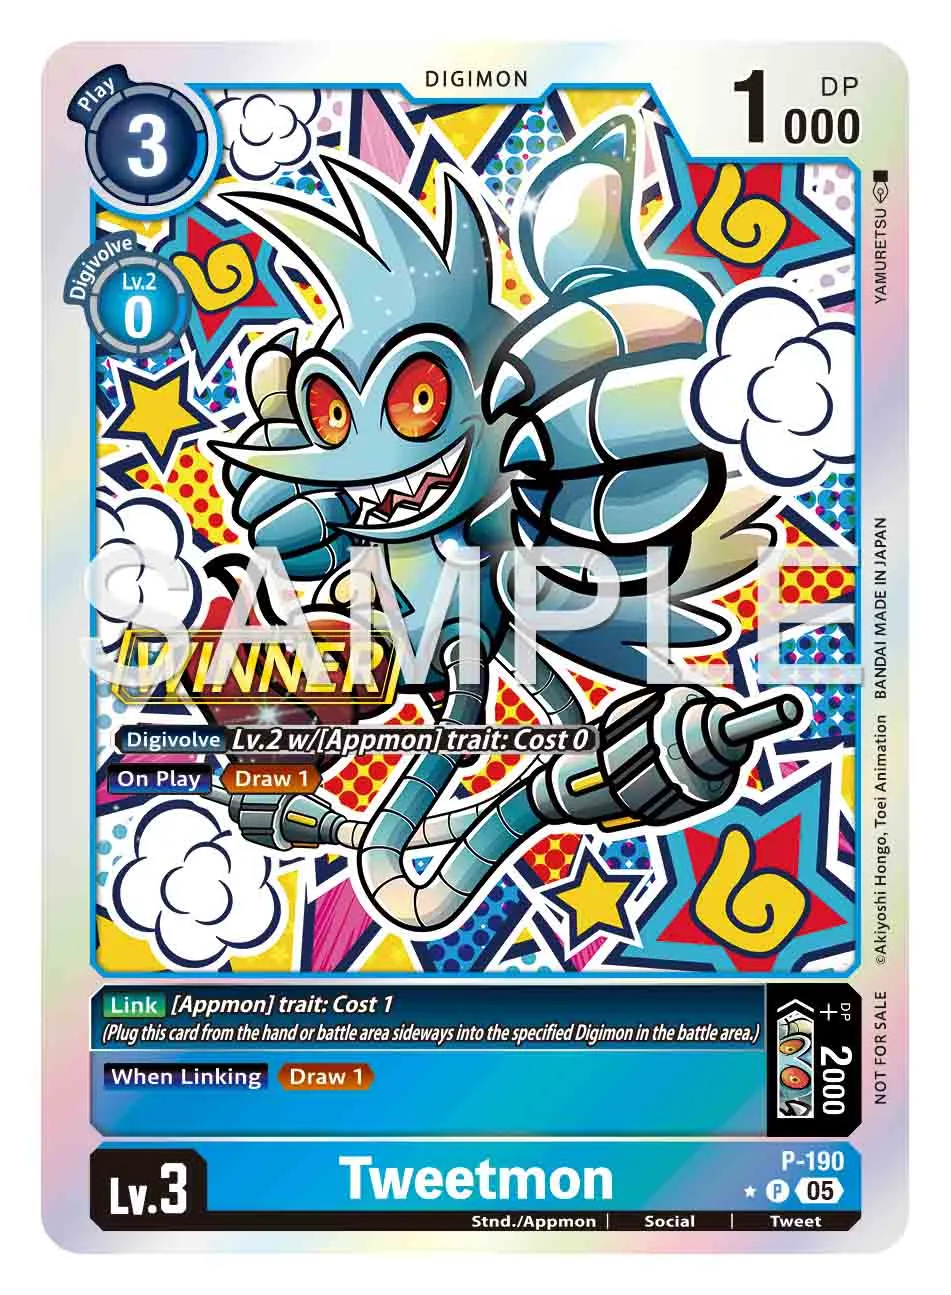 DIGIMON
Play
3
1000
DP
Digivolve
Lv.2
0
YAMURETSU
SAMPLE
WINNER
Digivolve Lv.2 w/[Appmon] trait: Cost 0
On Play Draw 1
BANDAI MADE IN JAPAN
©Akiyoshi Hongo, Toei Animation
NOT FOR SALE
Link [Appmon] trait: Cost 1
(Plug this card from the hand or battle area sideways into the specified Digimon in the battle area.)
When Linking Draw 1
DP
+2000
Lv.3
Tweetmon
P-190
P 05
Stnd./Appmon | Social | Tweet